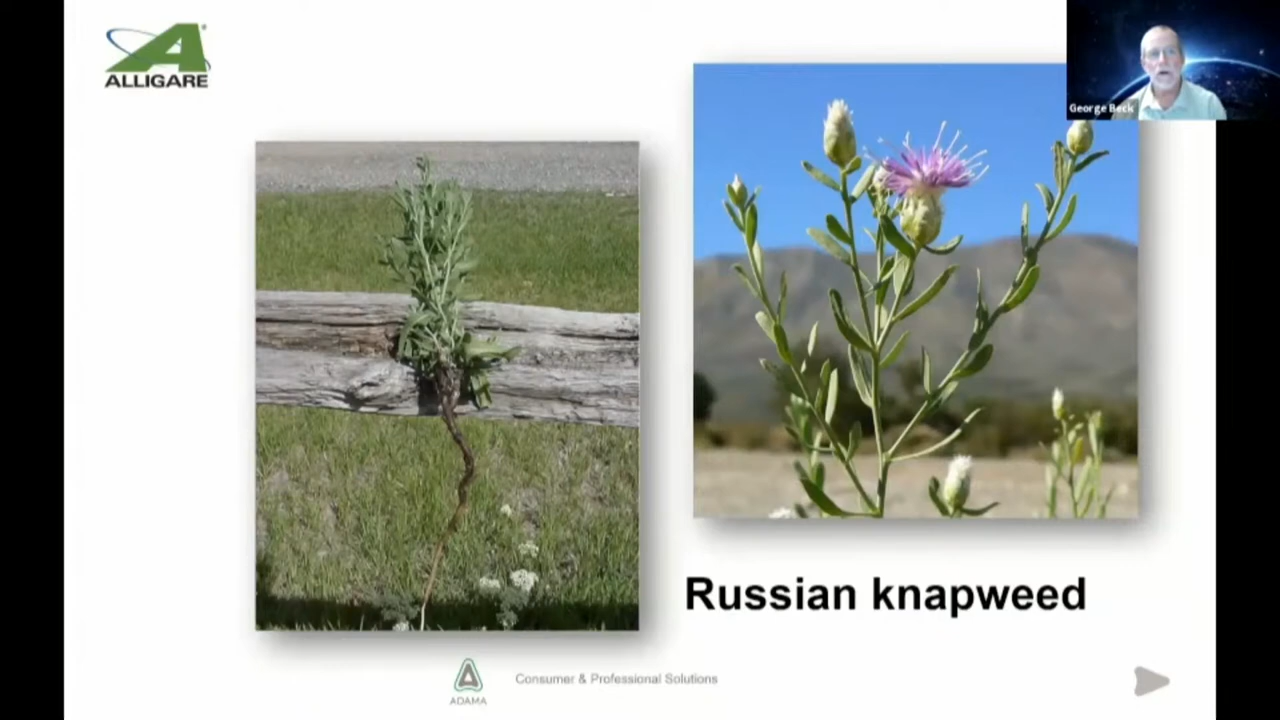 ALLIGARE
George Beck
Russian knapweed
ADAMA
Consumer & Professional Solutions